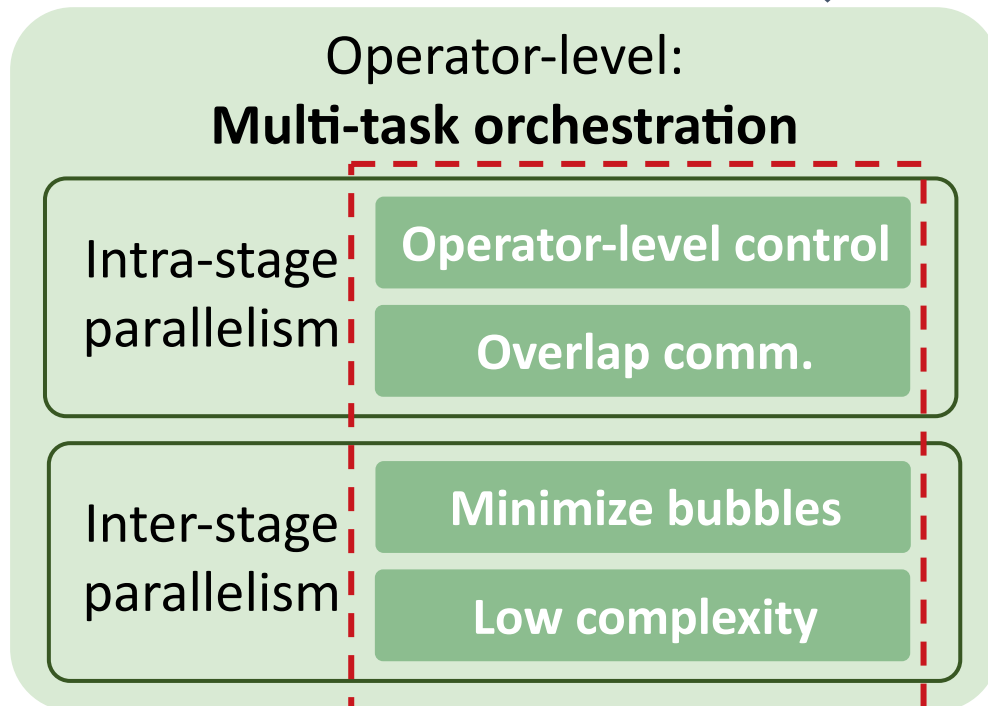 Operator-level:
Multi-task orchestration
Intra-stage
parallelism
Operator-level control
Overlap comm.
Inter-stage
parallelism
Minimize bubbles
Low complexity